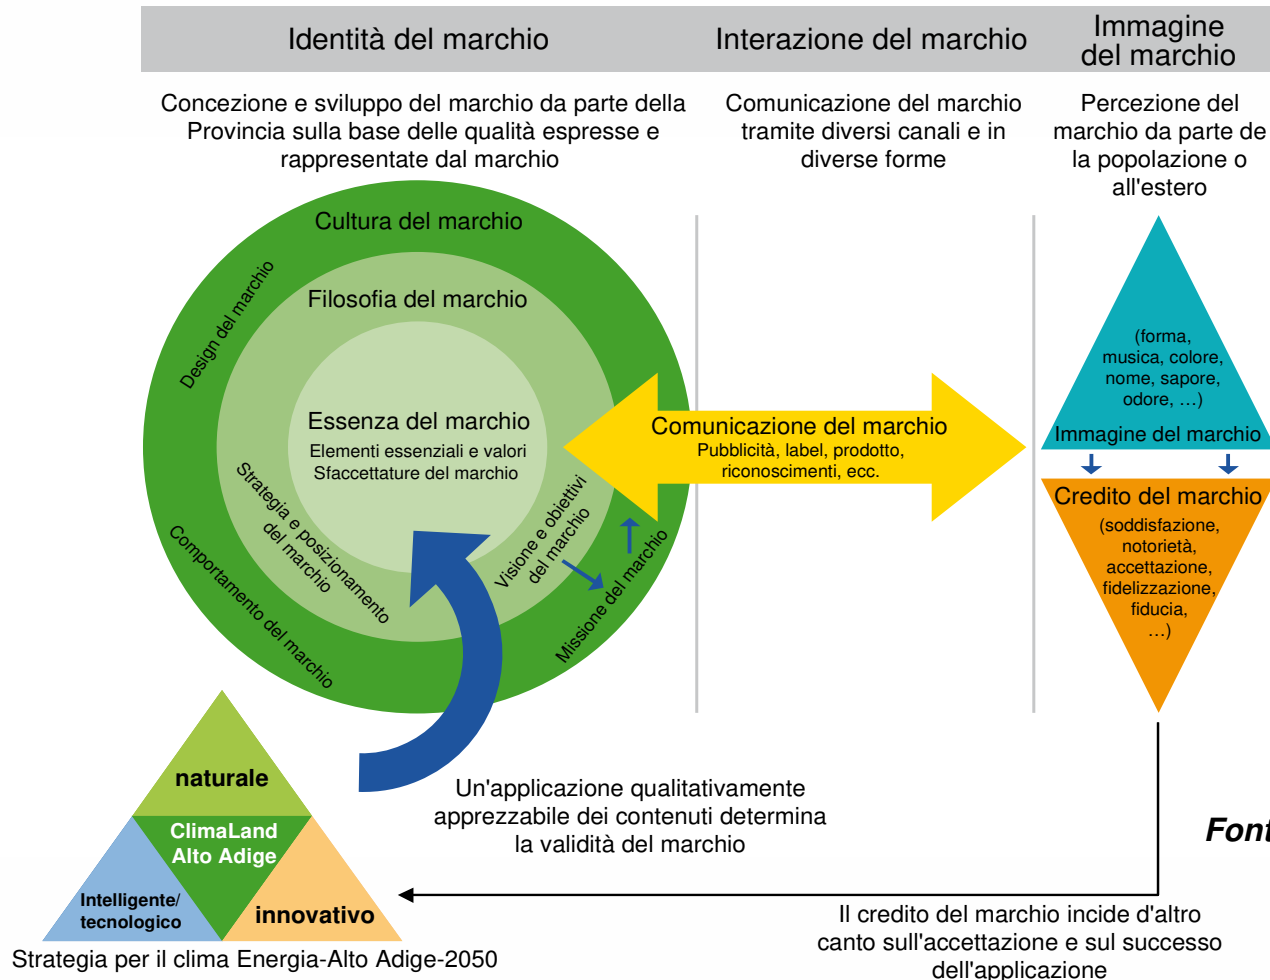 Identità del marchio
Interazione del marchio
Immagine
del marchio
Concezione e sviluppo del marchio da parte della
Provincia sulla base delle qualità espresse e
rappresentate dal marchio
Comunicazione del marchio
tramite diversi canali e in
diverse forme
Percezione del
marchio da parte de
la popolazione o
all'estero
Cultura del marchio
Design del marchio
Filosofia del marchio
Essenza del marchio
Elementi essenziali e valori
Sfaccettature del marchio
Strategia e posizionamento
del marchio
Visione e obiettivi
del marchio
Comportamento del marchio
Missione del marchio
Comunicazione del marchio
Pubblicità, label, prodotto,
riconoscimenti, ecc.
(forma,
musica, colore,
nome, sapore,
odore, …)
Immagine del marchio
Credito del marchio
(soddisfazione,
notorietà,
accettazione,
fidelizzazione,
fiducia,
…)
naturale
ClimaLand
Alto Adige
Intelligente/
tecnologico
innovativo
Strategia per il clima Energia-Alto Adige-2050
Un'applicazione qualitativamente
apprezzabile dei contenuti determina
la validità del marchio
Font
Il credito del marchio incide d'altro
canto sull'accettazione e sul successo
dell'applicazione